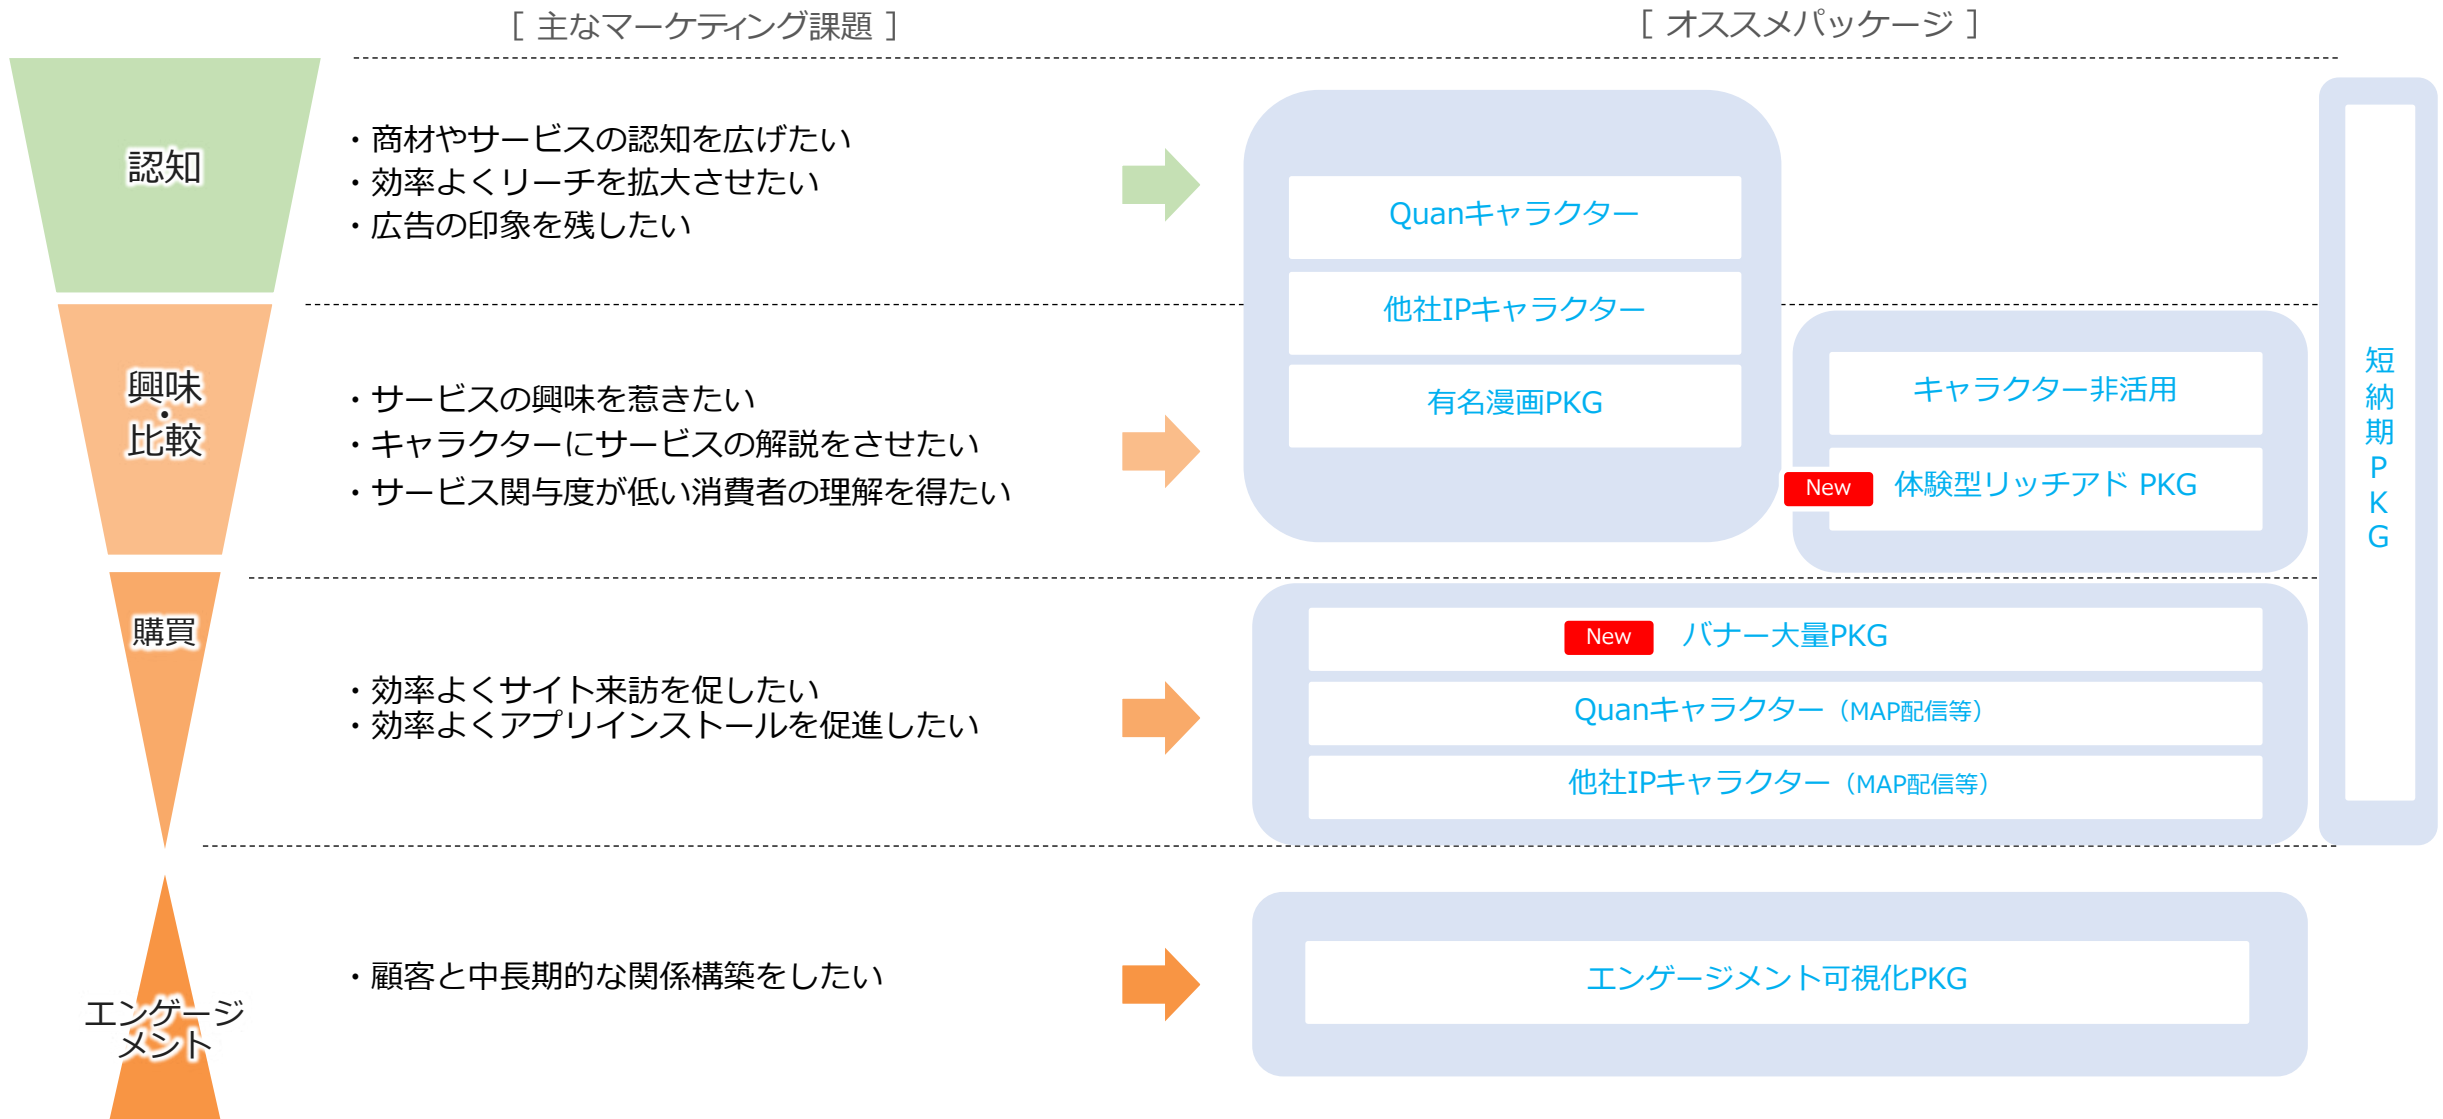 ［ 主なマーケティング課題 ］
［ オススメパッケージ ］
認知
・商材やサービスの認知を広げたい
・効率よくリーチを拡大させたい
・広告の印象を残したい
Quanキャラクター
他社IPキャラクター
有名漫画PKG
興味
・
比較
・サービスの興味を惹きたい
・キャラクターにサービスの解説をさせたい
・サービス関与度が低い消費者の理解を得たい
キャラクター非活用
New
体験型リッチアド PKG
短納期PKG
購買
・効率よくサイト来訪を促したい
・効率よくアプリインストールを促進したい
New バナー大量PKG
Quanキャラクター（MAP配信等）
他社IPキャラクター（MAP配信等）
エンゲージ
メント
・顧客と中長期的な関係構築をしたい
エンゲージメント可視化PKG